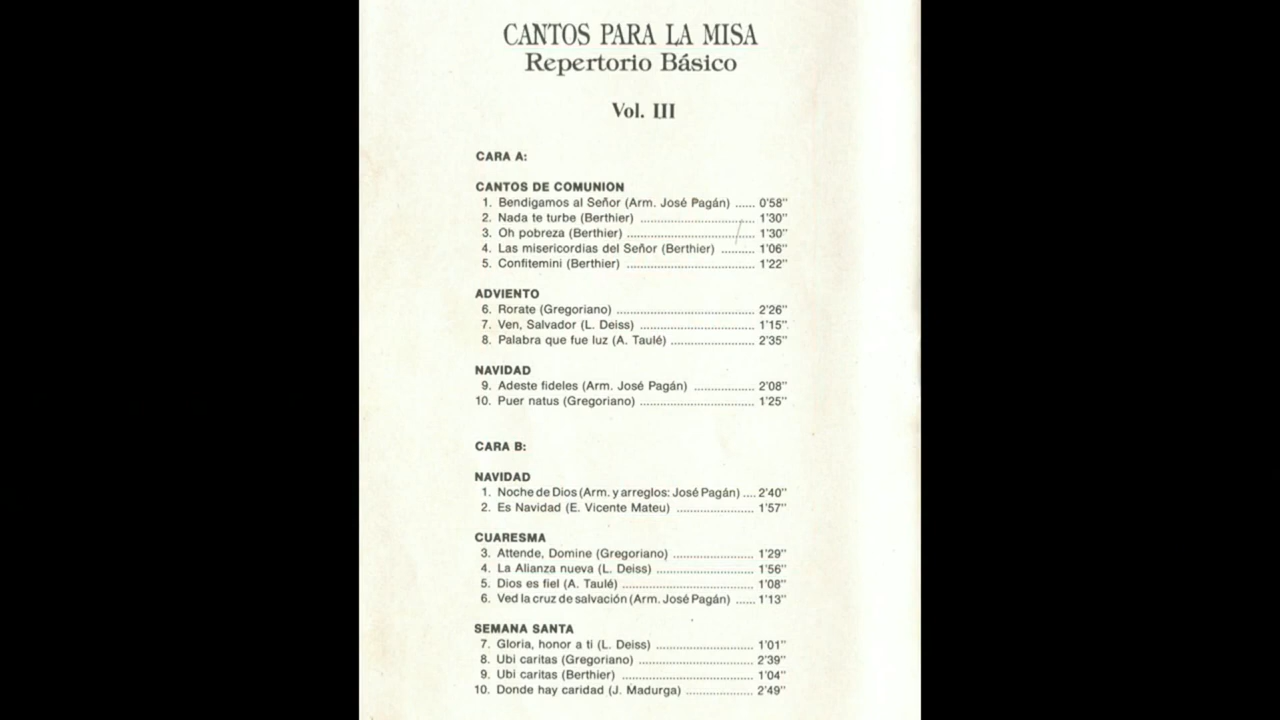 CANTOS PARA LA MISA
Repertorio Básico
Vol. III
CARA A:
CANTOS DE COMUNION
1. Bendigamos al Señor (Arm. José Pagán) ...... 0'58"
2. Nada te turbe (Berthier) ................................ 1'30"
3. Oh pobreza (Berthier) ................................... 1'30"
4. Las misericordias del Señor (Berthier) .......... 1'06"
5. Confitemini (Berthier) ................................... 1'22"
ADVIENTO
6. Rorate (Gregoriano) ...................................... 2'26"
7. Ven, Salvador (L. Deiss) ................................ 1'15"
8. Palabra que fue luz (A. Taulé) ....................... 2'35"
NAVIDAD
9. Adeste fideles (Arm. José Pagán) ................. 2'08"
10. Puer natus (Gregoriano) ................................ 1'25"
CARA B:
NAVIDAD
1. Noche de Dios (Arm. y arreglos: José Pagán) .... 2'40"
2. Es Navidad (E. Vicente Mateu) ..................... 1'57"
CUARESMA
3. Attende, Domine (Gregoriano) ...................... 1'29"
4. La Alianza nueva (L. Deiss) ........................... 1'56"
5. Dios es fiel (A. Taulé) .................................... 1'08"
6. Ved la cruz de salvación (Arm. José Pagán) ...... 1'13"
SEMANA SANTA
7. Gloria, honor a ti (L. Deiss) ........................... 1'01"
8. Ubi caritas (Gregoriano) ................................ 2'39"
9. Ubi caritas (Berthier) ..................................... 1'04"
10. Donde hay caridad (J. Madurga) ................... 2'49"